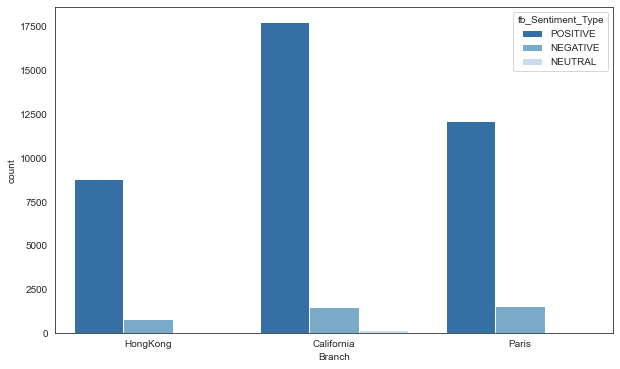 17500
15000
12500
10000
7500
5000
2500
0
count
HongKong
California
Paris
Branch
fb_Sentiment_Type
POSITIVE
NEGATIVE
NEUTRAL